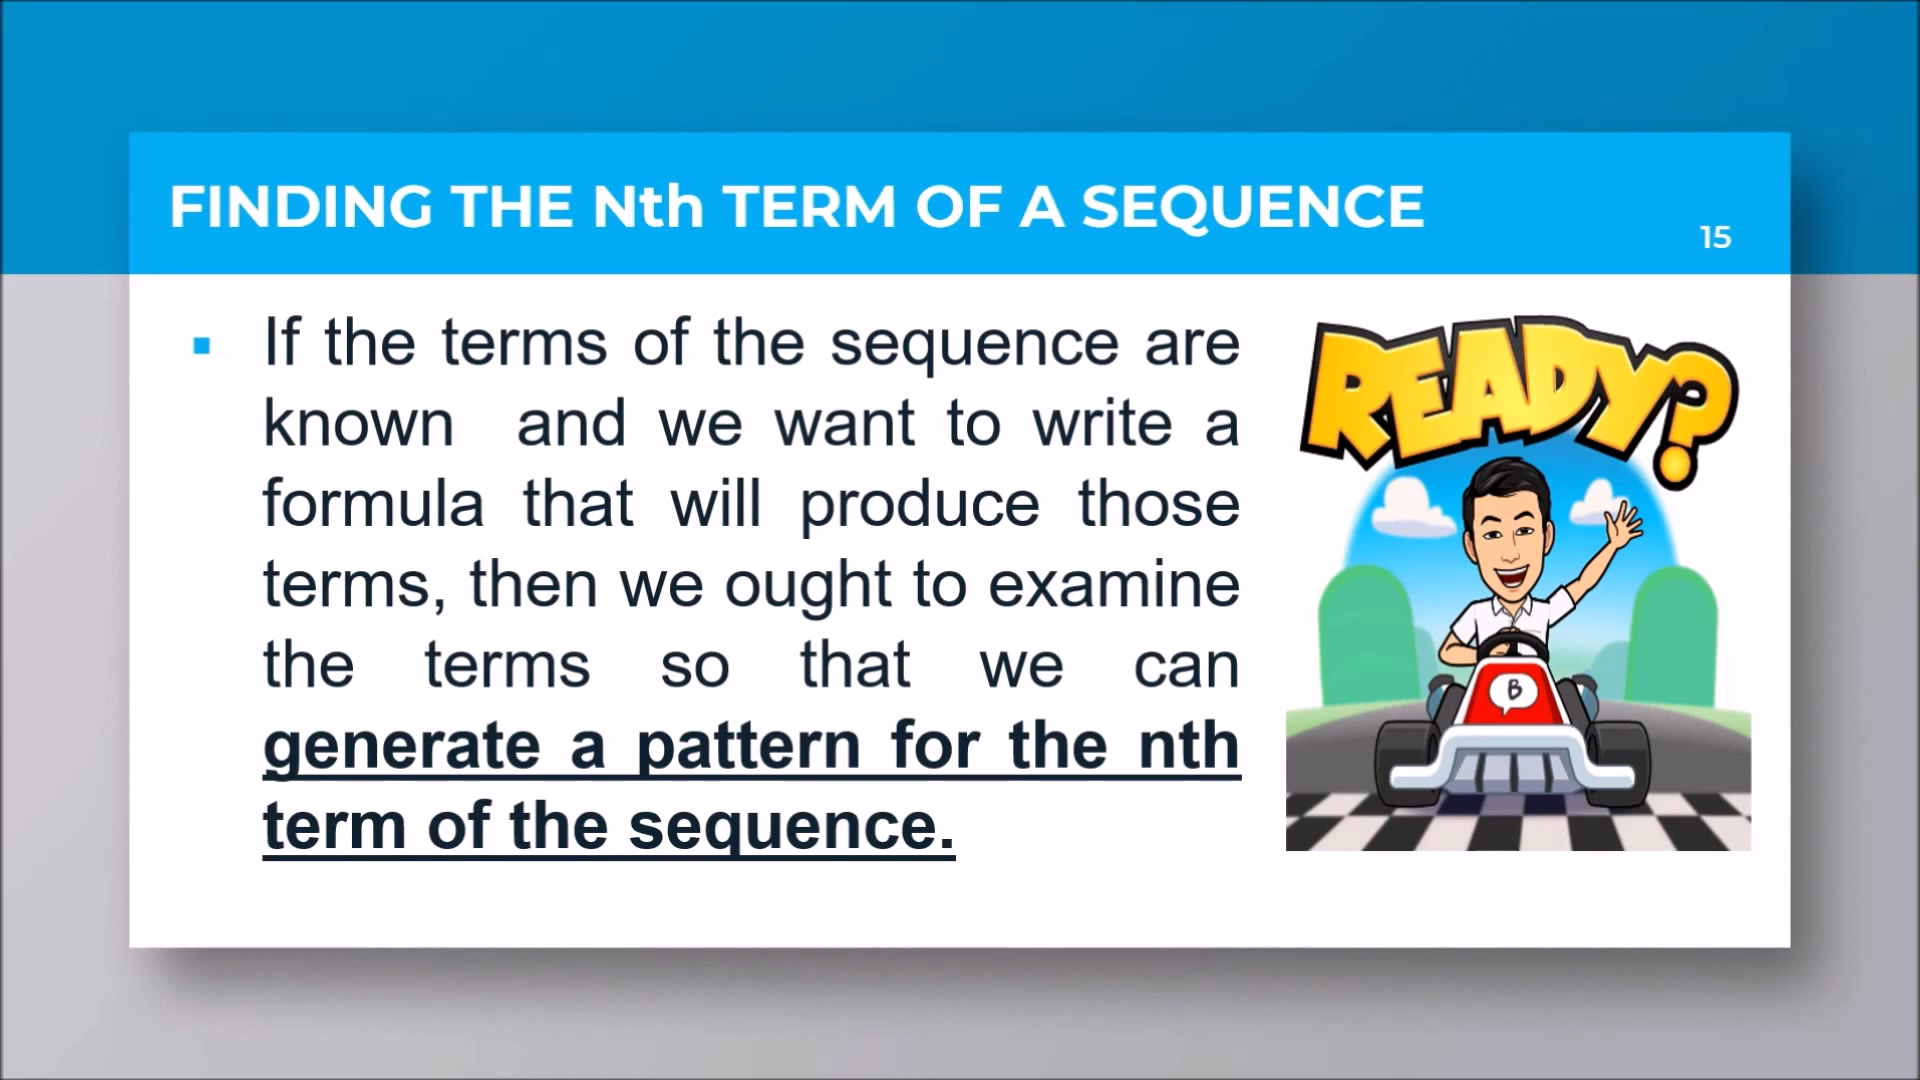 FINDING THE Nth TERM OF A SEQUENCE
15
▪ If the terms of the sequence are
known and we want to write a
formula that will produce those
terms, then we ought to examine
the terms so that we can
generate a pattern for the nth
term of the sequence.
READY?
B